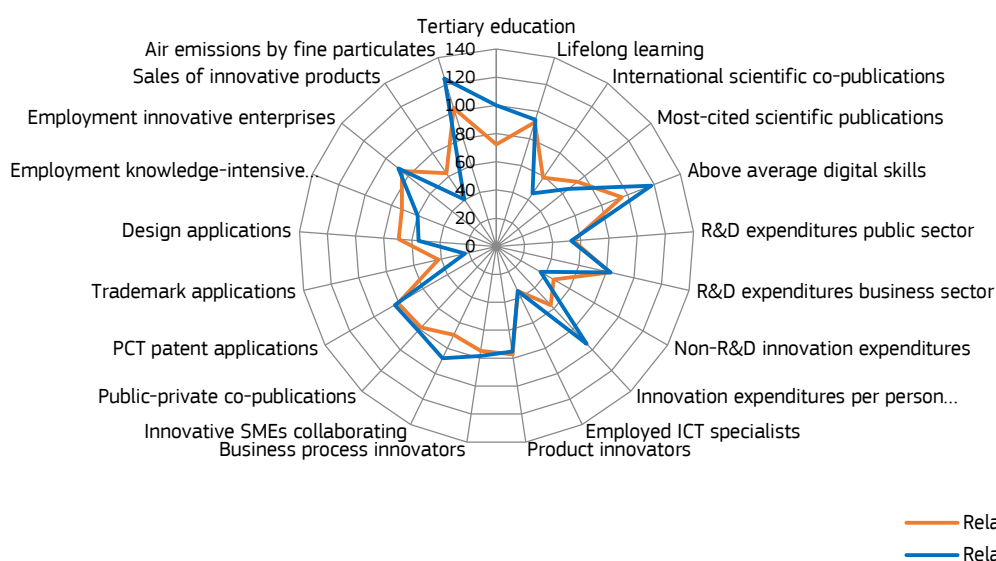 Tertiary education
Air emissions by fine particulates
Lifelong learning
Sales of innovative products
International scientific co-publications
Employment innovative enterprises
Most-cited scientific publications
Employment knowledge-intensive...
Above average digital skills
Design applications
R&D expenditures public sector
Trademark applications
R&D expenditures business sector
PCT patent applications
Non-R&D innovation expenditures
Public-private co-publications
Innovation expenditures per person...
Innovative SMEs collaborating
Employed ICT specialists
Business process innovators
Product innovators
140
120
100
80
60
40
20
0
Rela
Rela